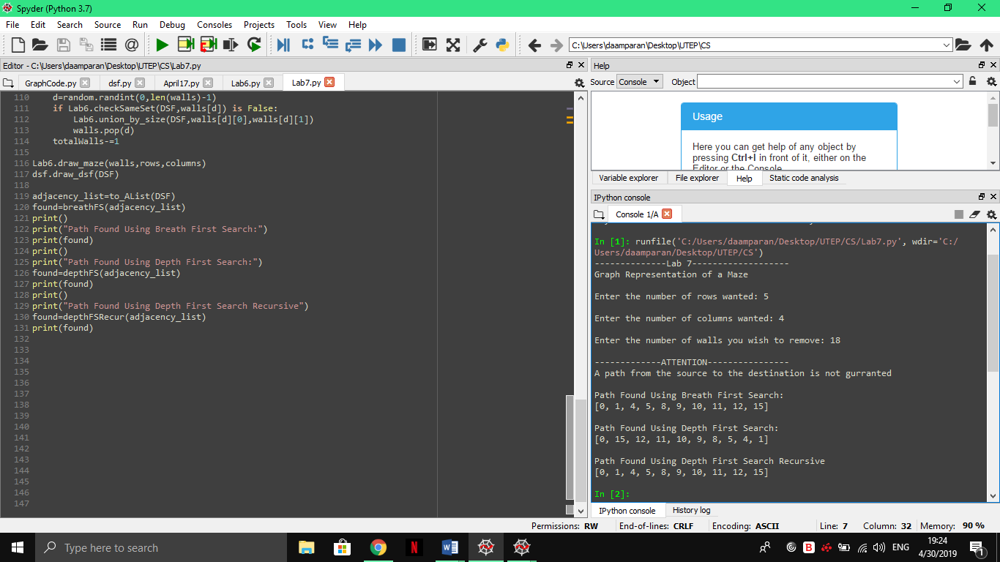 Spyder (Python 3.7)
File Edit Search Source Run Debug Consoles Projects Tools View Help
C:\Users\daamparan\Desktop\UTEP\CS
Editor - C:\Users\daamparan\Desktop\UTEP\CS\Lab7.py
GraphCode.py dsf.py April17.py Lab6.py Lab7.py
110 d=random.randint(0,len(walls)-1)
111 if Lab6.checkSameSet(DSF,walls[d]) is False:
112 Lab6.union_by_size(DSF,walls[d][0],walls[d][1])
113 walls.pop(d)
114 totalWalls-=1
115
116 Lab6.draw_maze(walls,rows,columns)
117 dsf.draw_dsf(DSF)
118
119 adjacency_list=to_AList(DSF)
120 found=breathFS(adjacency_list)
121 print()
122 print("Path Found Using Breath First Search:")
123 print(found)
124 print()
125 print("Path Found Using Depth First Search:")
126 found=depthFS(adjacency_list)
127 print(found)
128 print()
129 print("Path Found Using Depth First Search Recursive")
130 found=depthFSRecur(adjacency_list)
131 print(found)
132
133
134
135
136
137
138
139
140
141
142
143
144
145
146
147
Help
Source Console Object
Usage
Here you can get help of any object by
pressing Ctrl+I in front of it, either on the
Editor or the Console.
Variable explorer File explorer Help Static code analysis
IPython console
Console 1/A
In [1]: runfile('C:/Users/daamparan/Desktop/UTEP/CS/Lab7.py', wdir='C:/
Users/daamparan/Desktop/UTEP/CS')
--------------Lab 7-------------------
Graph Representation of a Maze
Enter the number of rows wanted: 5
Enter the number of columns wanted: 4
Enter the number of walls you wish to remove: 18
-------------ATTENTION----------------
A path from the source to the destination is not gurranted
Path Found Using Breath First Search:
[0, 1, 4, 5, 8, 9, 10, 11, 12, 15]
Path Found Using Depth First Search:
[0, 15, 12, 11, 10, 9, 8, 5, 4, 1]
Path Found Using Depth First Search Recursive
[0, 1, 4, 5, 8, 9, 10, 11, 12, 15]
In [2]:
IPython console History log
Permissions: RW End-of-lines: CRLF Encoding: ASCII Line: 7 Column: 32 Memory: 90 %
Type here to search
ENG
19:24
4/30/2019
1